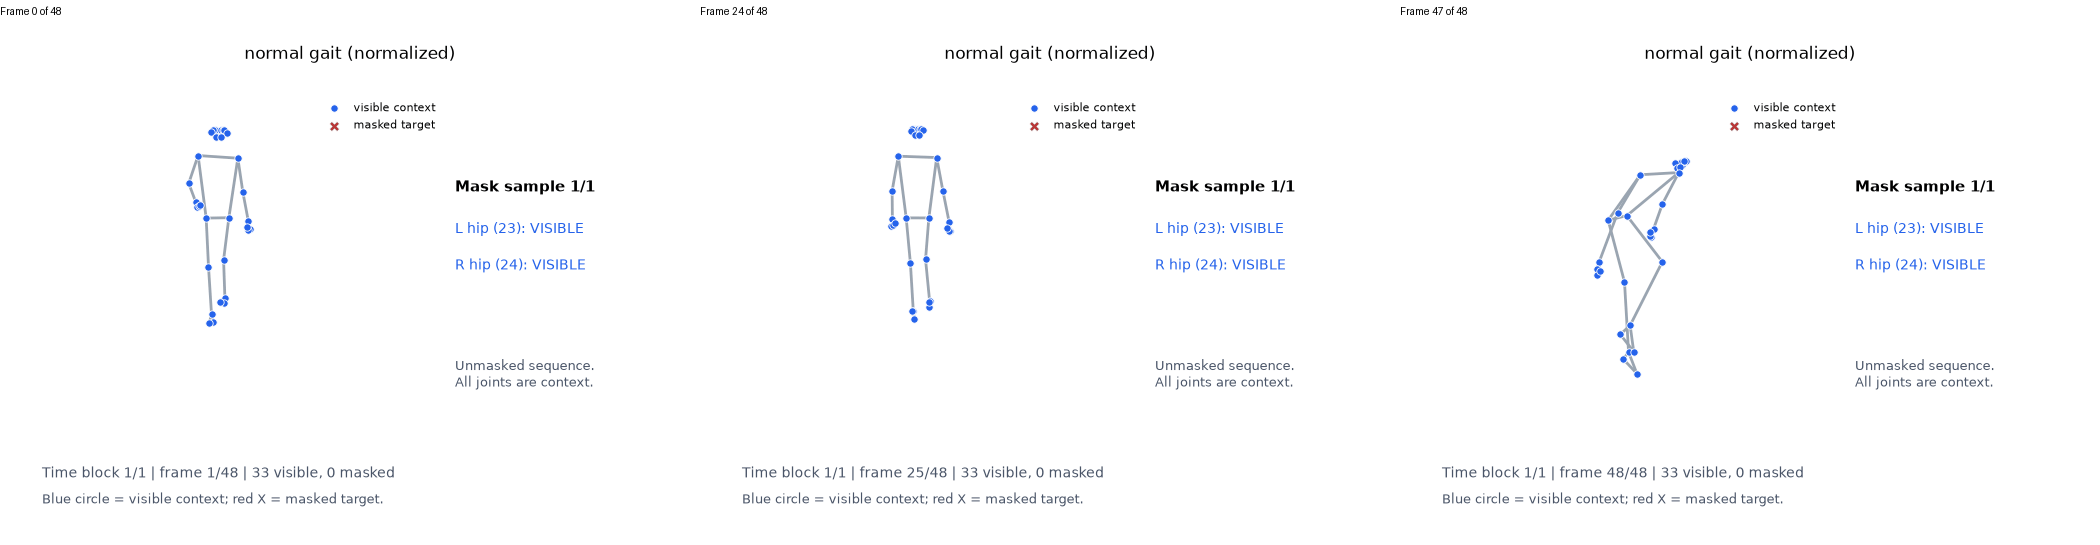 Frame 0 of 48
normal gait (normalized)
visible context
masked target
Mask sample 1/1
L hip (23): VISIBLE
R hip (24): VISIBLE
Unmasked sequence.
All joints are context.
Time block 1/1 | frame 1/48 | 33 visible, 0 masked
Blue circle = visible context; red X = masked target.
Frame 24 of 48
normal gait (normalized)
visible context
masked target
Mask sample 1/1
L hip (23): VISIBLE
R hip (24): VISIBLE
Unmasked sequence.
All joints are context.
Time block 1/1 | frame 25/48 | 33 visible, 0 masked
Blue circle = visible context; red X = masked target.
Frame 47 of 48
normal gait (normalized)
visible context
masked target
Mask sample 1/1
L hip (23): VISIBLE
R hip (24): VISIBLE
Unmasked sequence.
All joints are context.
Time block 1/1 | frame 48/48 | 33 visible, 0 masked
Blue circle = visible context; red X = masked target.